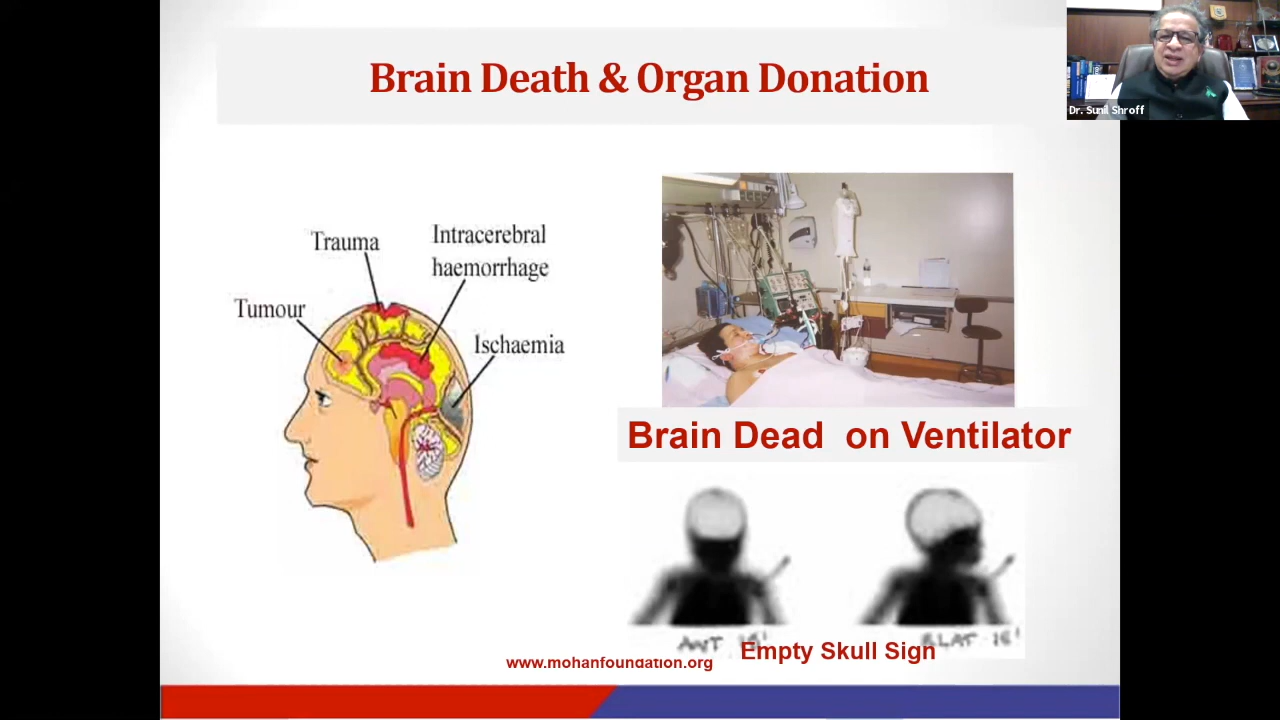 Brain Death & Organ Donation
Dr. Sunil Shroff
Trauma
Intracerebral
haemorrhage
Tumour
Ischaemia
Brain Dead on Ventilator
ANT
Empty Skull Sign
www.mohanfoundation.org